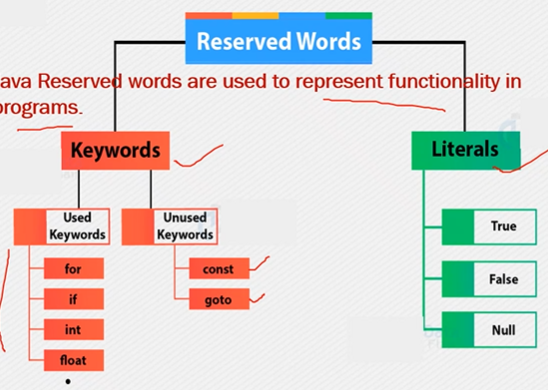 Reserved Words
ava Reserved words are used to represent functionality in
programs.
Keywords
Literals
Used
Keywords
Unused
Keywords
for
if
int
float
const
goto
True
False
Null